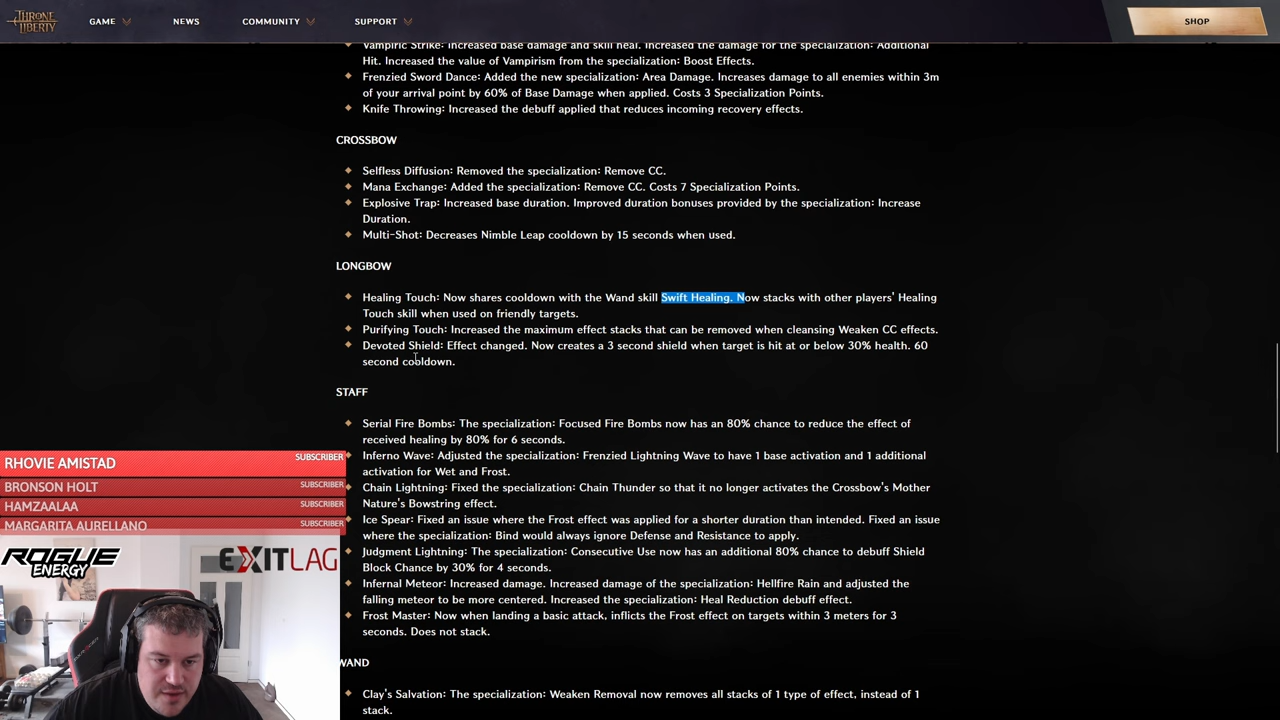 THRONE
LIBERTY
GAME
NEWS
COMMUNITY
SUPPORT
SHOP
Vampiric Strike: Increased base damage and skill heal. Increased the damage for the specialization: Additional
Hit. Increased the value of Vampirism from the specialization: Boost Effects.
Frenzied Sword Dance: Added the new specialization: Area Damage. Increases damage to all enemies within 3m
of your arrival point by 60% of Base Damage when applied. Costs 3 Specialization Points.
Knife Throwing: Increased the debuff applied that reduces incoming recovery effects.
CROSSBOW
Selfless Diffusion: Removed the specialization: Remove CC.
Mana Exchange: Added the specialization: Remove CC. Costs 7 Specialization Points.
Explosive Trap: Increased base duration. Improved duration bonuses provided by the specialization: Increase
Duration.
Multi-Shot: Decreases Nimble Leap cooldown by 15 seconds when used.
LONGBOW
Healing Touch: Now shares cooldown with the Wand skill Swift Healing. Now stacks with other players' Healing
Touch skill when used on friendly targets.
Purifying Touch: Increased the maximum effect stacks that can be removed when cleansing Weaken CC effects.
Devoted Shield: Effect changed. Now creates a 3 second shield when target is hit at or below 30% health. 60
second cooldown.
STAFF
Serial Fire Bombs: The specialization: Focused Fire Bombs now has an 80% chance to reduce the effect of
received healing by 80% for 6 seconds.
Inferno Wave: Adjusted the specialization: Frenzied Lightning Wave to have 1 base activation and 1 additional
activation for Wet and Frost.
Chain Lightning: Fixed the specialization: Chain Thunder so that it no longer activates the Crossbow's Mother
Nature's Bowstring effect.
Ice Spear: Fixed an issue where the Frost effect was applied for a shorter duration than intended. Fixed an issue
where the specialization: Bind would always ignore Defense and Resistance to apply.
Judgment Lightning: The specialization: Consecutive Use now has an additional 80% chance to debuff Shield
Block Chance by 30% for 4 seconds.
Infernal Meteor: Increased damage. Increased damage of the specialization: Hellfire Rain and adjusted the
falling meteor to be more centered. Increased the specialization: Heal Reduction debuff effect.
Frost Master: Now when landing a basic attack, inflicts the Frost effect on targets within 3 meters for 3
seconds. Does not stack.
WAND
Clay's Salvation: The specialization: Weaken Removal now removes all stacks of 1 type of effect, instead of 1
stack.
RHOVIE AMISTAD SUBSCRIBER
BRONSON HOLT SUBSCRIBER
HAMZAALAA SUBSCRIBER
MARGARITA AURELLANO SUBSCRIBER
ROGUE
ENERGY
EXITLAG